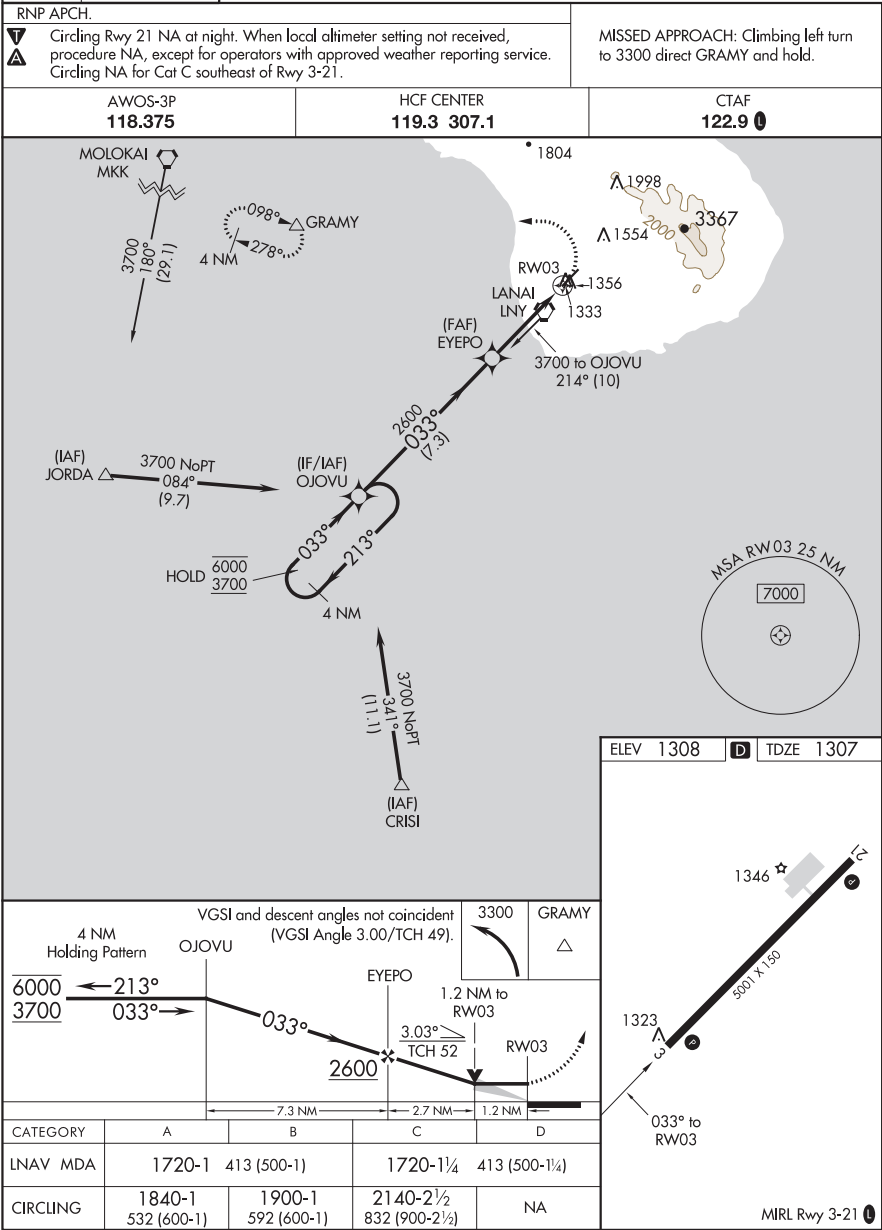 RNP APCH.
T
A
Circling Rwy 21 NA at night. When local altimeter setting not received,
procedure NA, except for operators with approved weather reporting service.
Circling NA for Cat C southeast of Rwy 3-21.
MISSED APPROACH: Climbing left turn
to 3300 direct GRAMY and hold.
AWOS-3P
118.375
HCF CENTER
119.3 307.1
CTAF
122.9 L
MOLOKAI
MKK
3700
180°
(29.1)
098°
278°
4 NM
GRAMY
1804
1998
2000
3367
1554
RW03
1356
1333
LANAI
LNY
(FAF)
EYEPO
3700 to OJOVU
214° (10)
2600
033°
(7.3)
(IAF)
JORDA
3700 NoPT
084°
(9.7)
(IF/IAF)
OJOVU
033°
213°
HOLD
6000
3700
4 NM
3700 NoPT
341°
(11.1)
(IAF)
CRISI
MSA RW03 25 NM
7000
ELEV 1308
D
TDZE 1307
1346
21
P
5001 X 150
1323
3
P
033° to
RW03
MIRL Rwy 3-21 L
VGSI and descent angles not coincident
(VGSI Angle 3.00/TCH 49).
3300
GRAMY
4 NM
Holding Pattern
OJOVU
6000
3700
213°
033°
033°
EYEPO
2600
1.2 NM to
RW03
3.03°
TCH 52
RW03
7.3 NM
2.7 NM
1.2 NM
CATEGORY A B C D
LNAV MDA 1720-1 413 (500-1) 1720-1¼ 413 (500-1¼)
CIRCLING
1840-1
532 (600-1)
1900-1
592 (600-1)
2140-2½
832 (900-2½)
NA